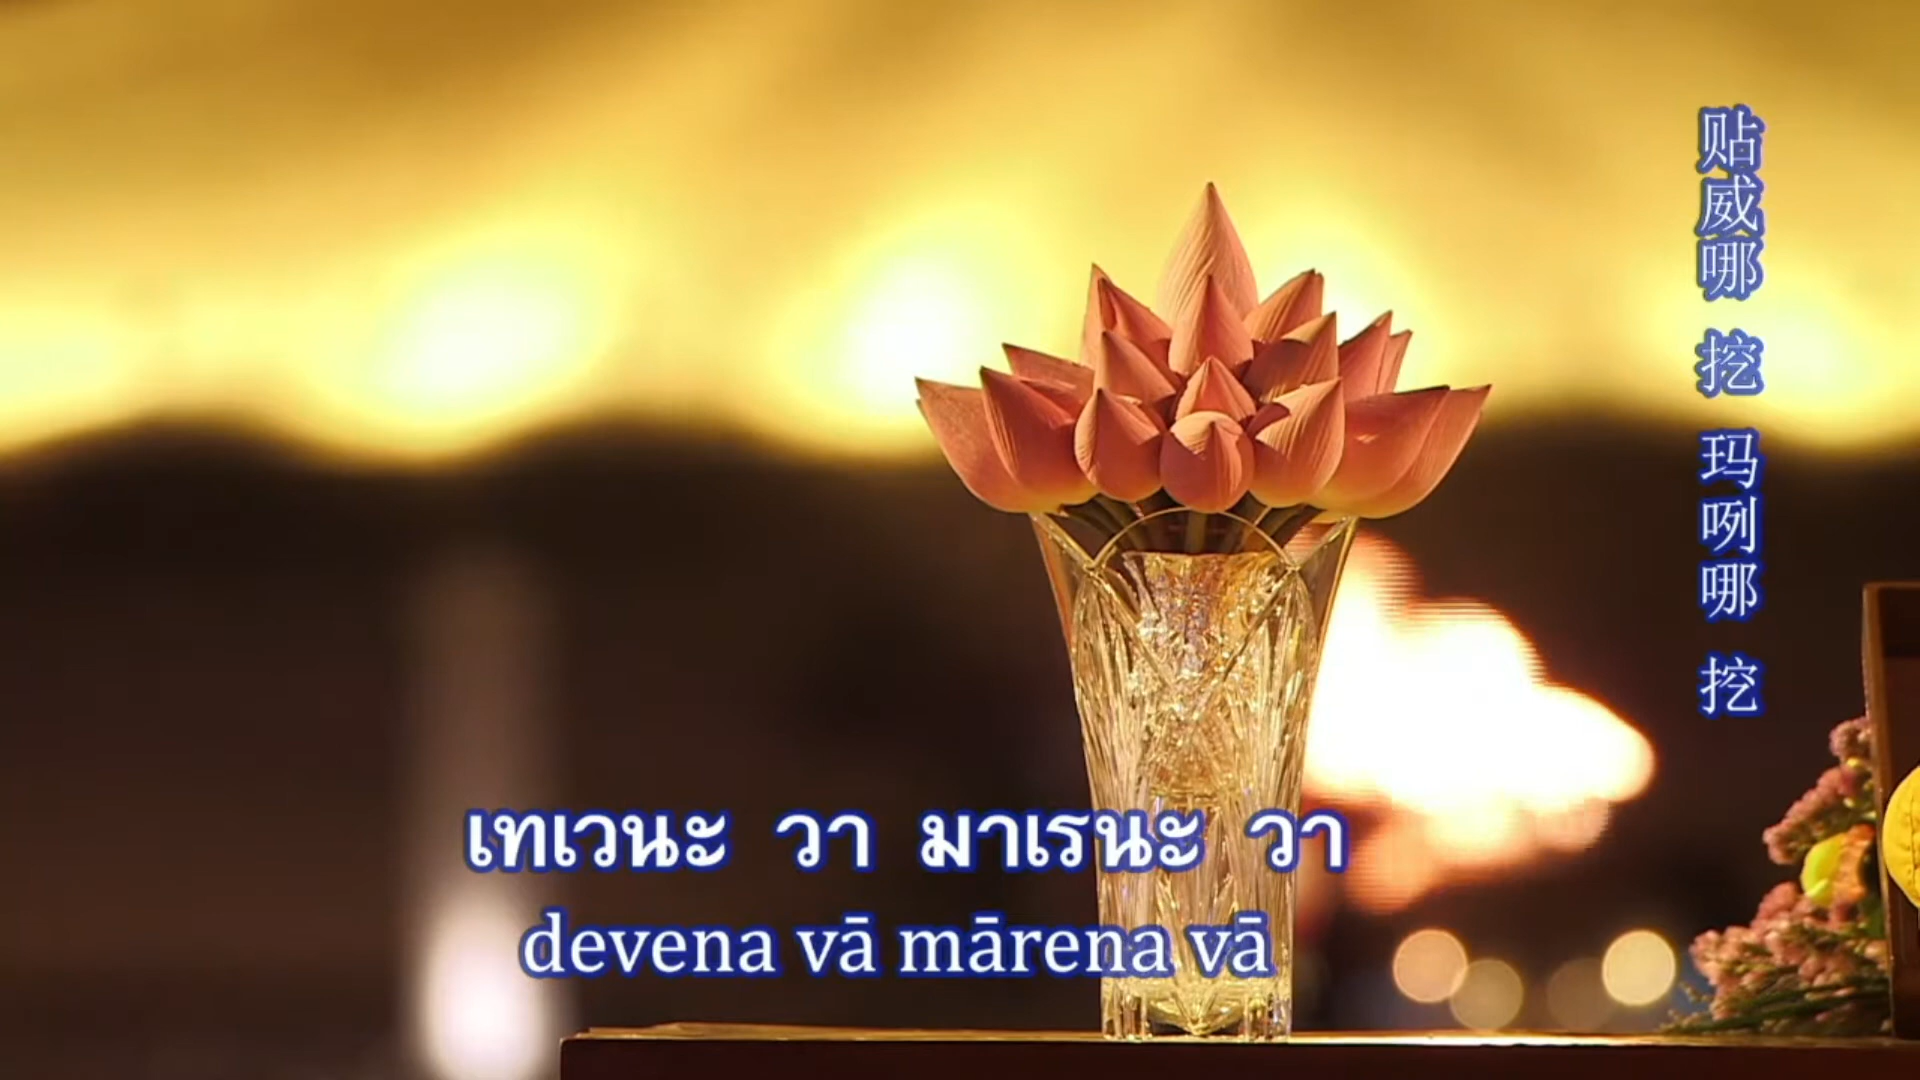 贴威哪 挖 玛咧哪 挖
เทเวนะ วา มาเรนะ วา
devena vā mārena vā